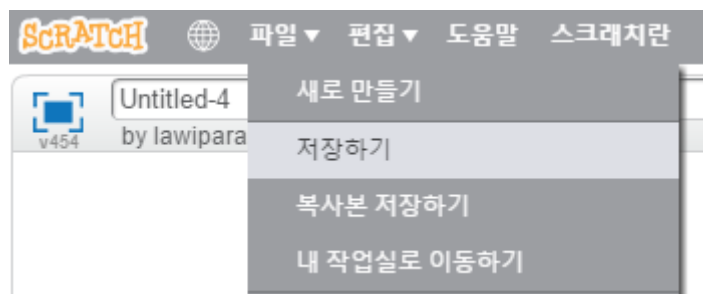 SCRATCH 파일▼ 편집▼ 도움말 스크래치란
새로 만들기
Untitled-4
v454
by lawipara
저장하기
복사본 저장하기
내 작업실로 이동하기